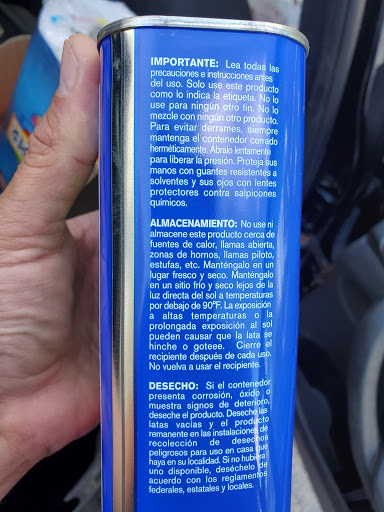 IMPORTANTE: Lea todas las
precauciones e instrucciones antes
del uso. Solo use este producto
como lo indica la etiqueta. No lo
use para ningún otro fin. No lo
mezcle con ningún otro producto.
Para evitar derrames, siempre
mantenga el contenedor cerrado
herméticamente. Ábralo lentamente
para liberar la presión. Proteja sus
manos con guantes resistentes a
solventes y sus ojos con lentes
protectores contra salpicaduras
químicos.
ALMACENAMIENTO: No use ni
almacene este producto cerca de
fuentes de calor, llamas abierta,
zonas de hornos, llamas piloto,
estufas, etc. Manténgalo en un
lugar fresco y seco. Manténgalo
en un sitio frío y seco lejos de la
luz directa del sol a temperaturas
por debajo de 90°F. La exposición
a altas temperaturas o la
prolongada exposición al sol
pueden causar que la lata se
hinche o goteee. Cierre el
recipiente después de cada uso.
No vuelva a usar el recipiente.
DESECHO: Si el contenedor
presenta corrosión, óxido o
muestra signos de deterioro,
deseche el producto. Deseche las
latas vacías y el producto
remanente en las instalaciones de
recolección de desechos
peligrosos para uso en casa que
haya en su localidad. Si no hubiera
uno disponible, deséchelo de
acuerdo con los reglamentos
federales, estatales y locales.